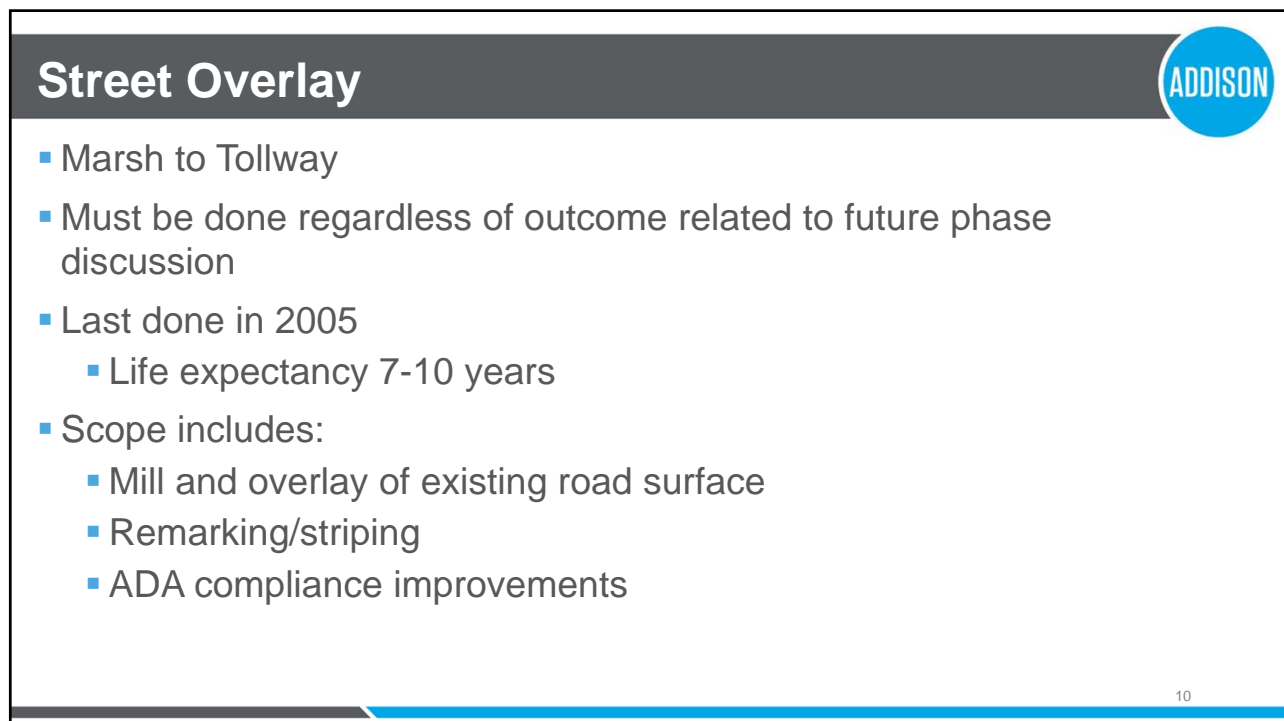 Street Overlay
ADDISON
▪ Marsh to Tollway
▪ Must be done regardless of outcome related to future phase
discussion
▪ Last done in 2005
▪ Life expectancy 7-10 years
▪ Scope includes:
▪ Mill and overlay of existing road surface
▪ Remarking/striping
▪ ADA compliance improvements
10